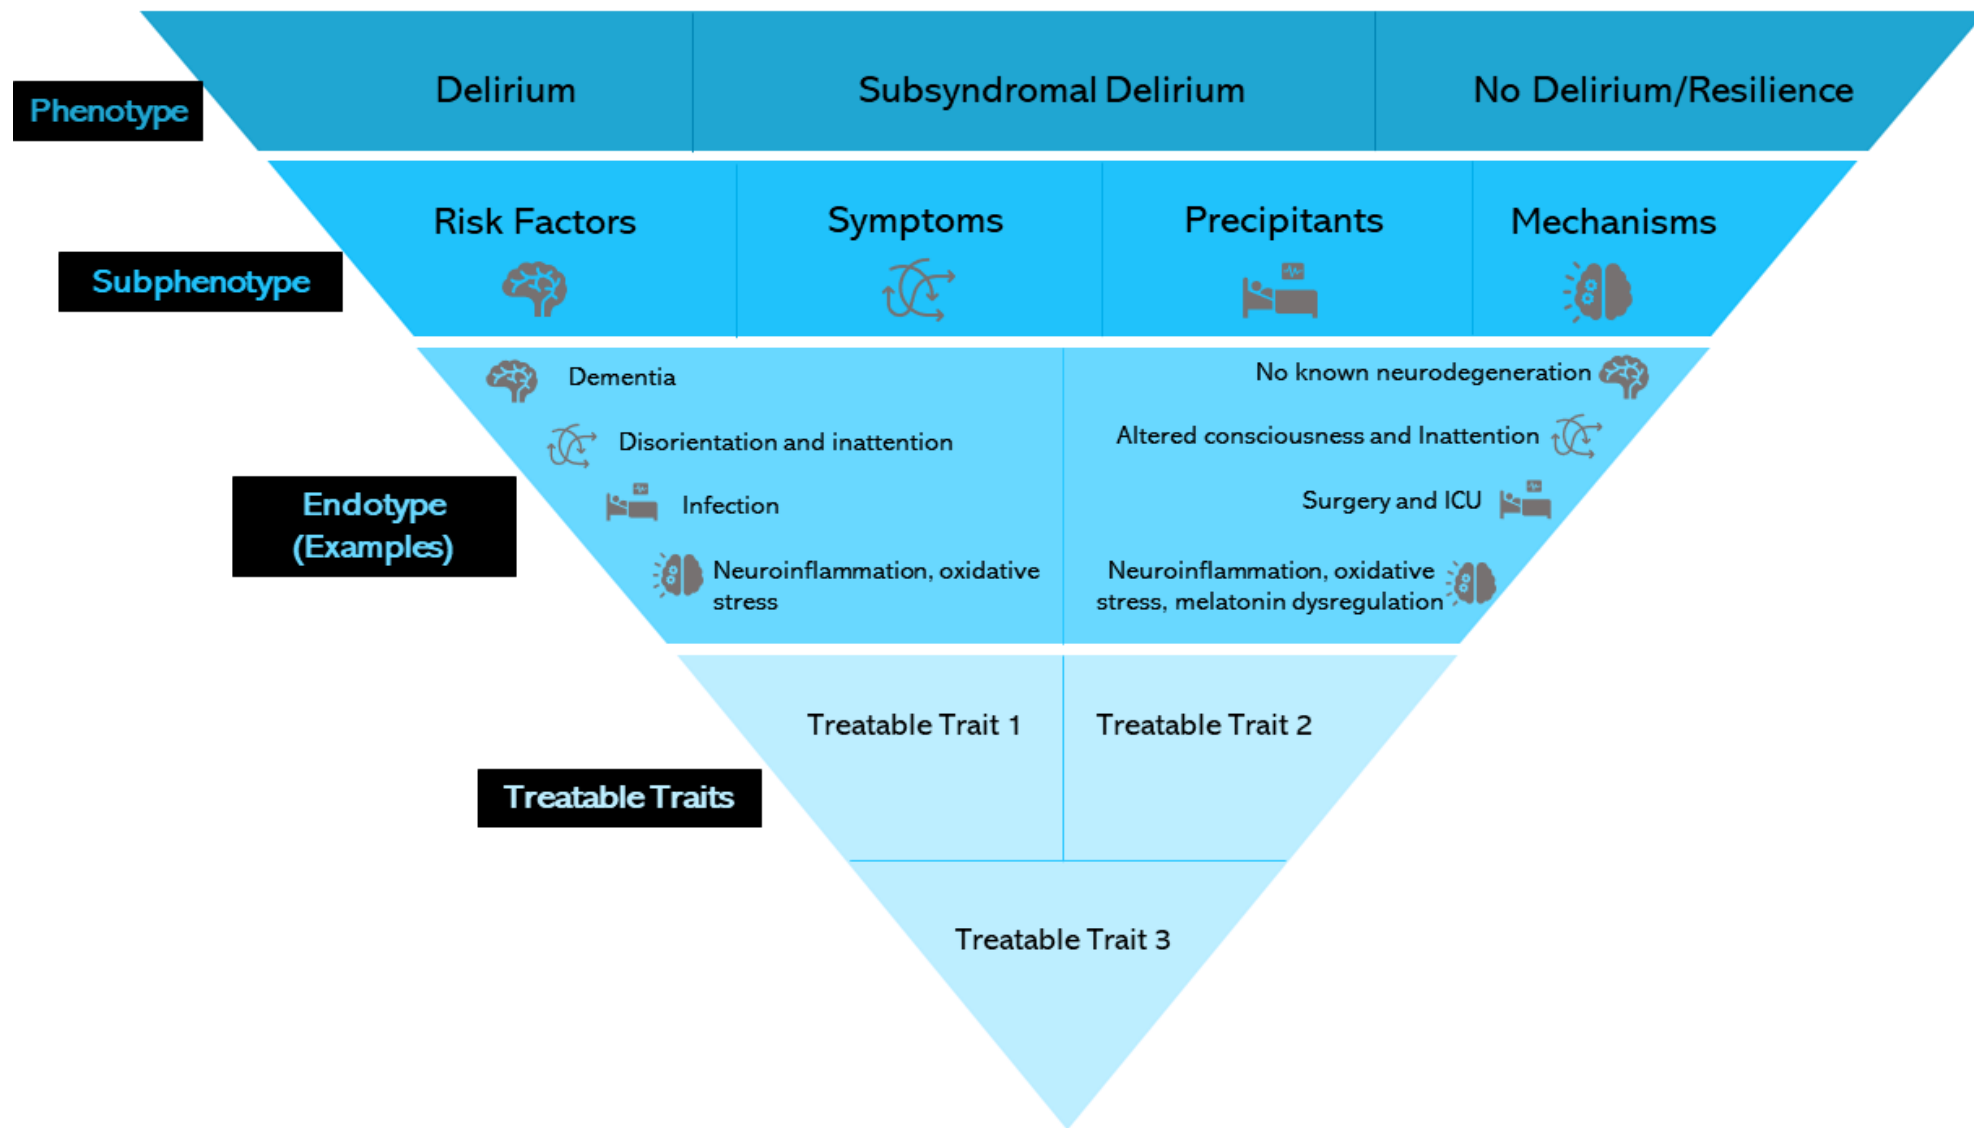 Phenotype
Delirium
Subsyndromal Delirium
No Delirium/Resilience
Subphenotype
Risk Factors
Symptoms
Precipitants
Mechanisms
Endotype
(Examples)
Dementia
Disorientation and inattention
Infection
Neuroinflammation, oxidative
stress
No known neurodegeneration
Altered consciousness and Inattention
Surgery and ICU
Neuroinflammation, oxidative
stress, melatonin dysregulation
Treatable Traits
Treatable Trait 1
Treatable Trait 2
Treatable Trait 3